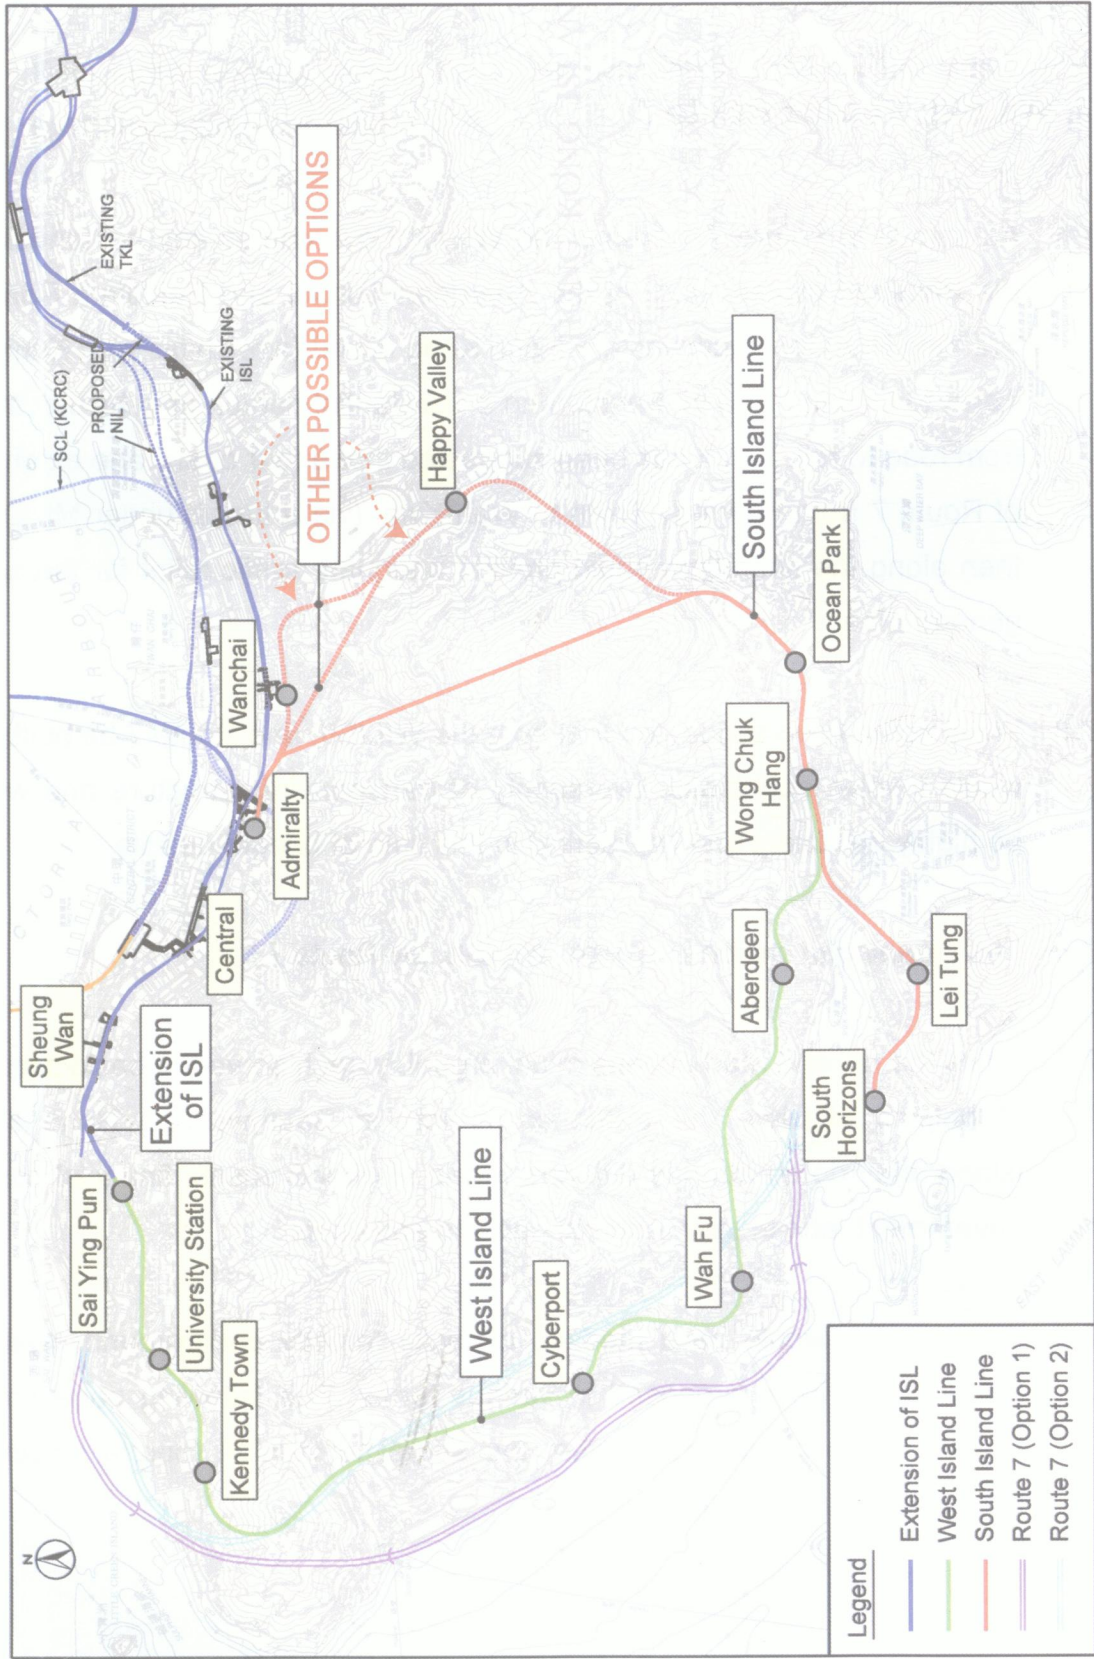 N
SCL (KCRC)
PROPOSED
NIL
EXISTING
TKL
EXISTING
ISL
Sheung
Wan
Sai Ying Pun
Extension
of ISL
University Station
Kennedy Town
Central
Admiralty
Wanchai
OTHER POSSIBLE OPTIONS
Happy Valley
West Island Line
South Island Line
Cyberport
Wah Fu
Aberdeen
Wong Chuk
Hang
Ocean Park
South
Horizons
Lei Tung
Legend
Extension of ISL
West Island Line
South Island Line
Route 7 (Option 1)
Route 7 (Option 2)